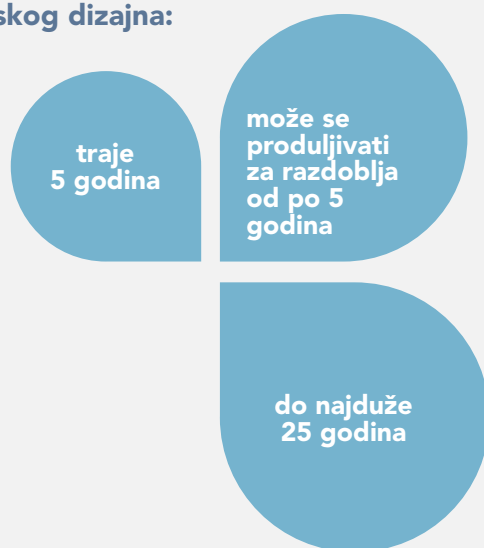 skog dizajna:
traje
5 godina
može se
produljivati
za razdoblja
od po 5
godina
do najduže
25 godina